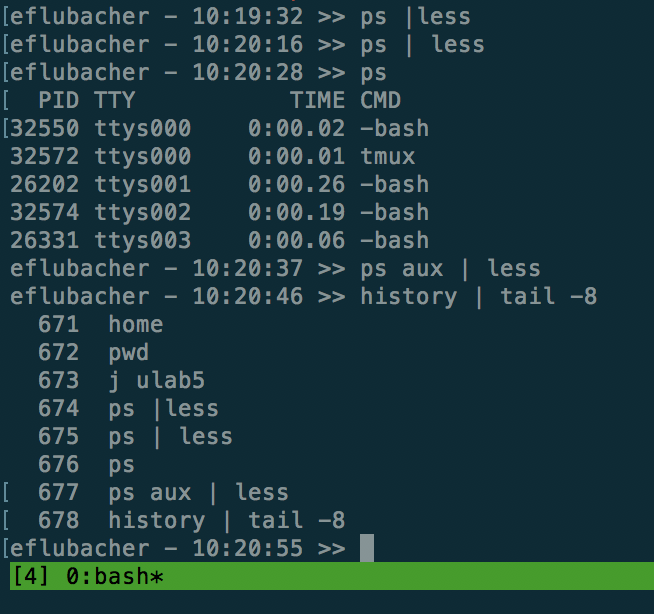 [eflubacher - 10:19:32 >> ps |less
[eflubacher - 10:20:16 >> ps | less
[eflubacher - 10:20:28 >> ps
[  PID TTY           TIME CMD
[32550 ttys000    0:00.02 -bash
32572 ttys000    0:00.01 tmux
26202 ttys001    0:00.26 -bash
32574 ttys002    0:00.19 -bash
26331 ttys003    0:00.06 -bash
eflubacher - 10:20:37 >> ps aux | less
eflubacher - 10:20:46 >> history | tail -8
  671  home
  672  pwd
  673  j ulab5
  674  ps |less
  675  ps | less
  676  ps
[  677  ps aux | less
[  678  history | tail -8
[eflubacher - 10:20:55 >>
[4] 0:bash*